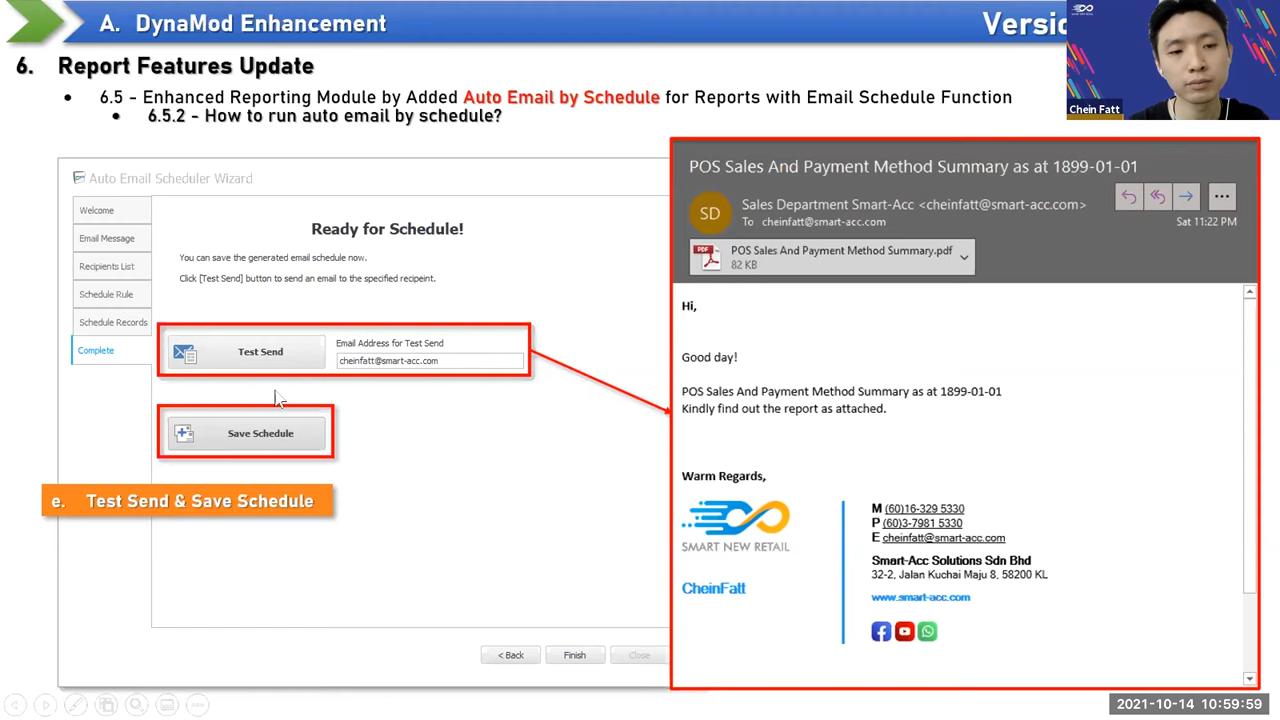 A. DynaMod Enhancement
Versio
SMART NEW RETAIL
Chein Fatt
6. Report Features Update
• 6.5 – Enhanced Reporting Module by Added Auto Email by Schedule for Reports with Email Schedule Function
• 6.5.2 - How to run auto email by schedule?
Auto Email Scheduler Wizard
Welcome
Email Message
Recipients List
Schedule Rule
Schedule Records
Complete
Ready for Schedule!
You can save the generated email schedule now.
Click [Test Send] button to send an email to the specified recipeint.
Test Send
Email Address for Test Send
cheinfatt@smart-acc.com
Save Schedule
e. Test Send & Save Schedule
< Back
Finish
Close
POS Sales And Payment Method Summary as at 1899-01-01
SD
Sales Department Smart-Acc <cheinfatt@smart-acc.com>
To cheinfatt@smart-acc.com
Sat 11:22 PM
PDF
POS Sales And Payment Method Summary.pdf
82 KB
Hi,
Good day!
POS Sales And Payment Method Summary as at 1899-01-01
Kindly find out the report as attached.
Warm Regards,
SMART NEW RETAIL
CheinFatt
M (60)16-329 5330
P (60)3-7981 5330
E cheinfatt@smart-acc.com
Smart-Acc Solutions Sdn Bhd
32-2, Jalan Kuchai Maju 8, 58200 KL
www.smart-acc.com
2021-10-14 10:59:59